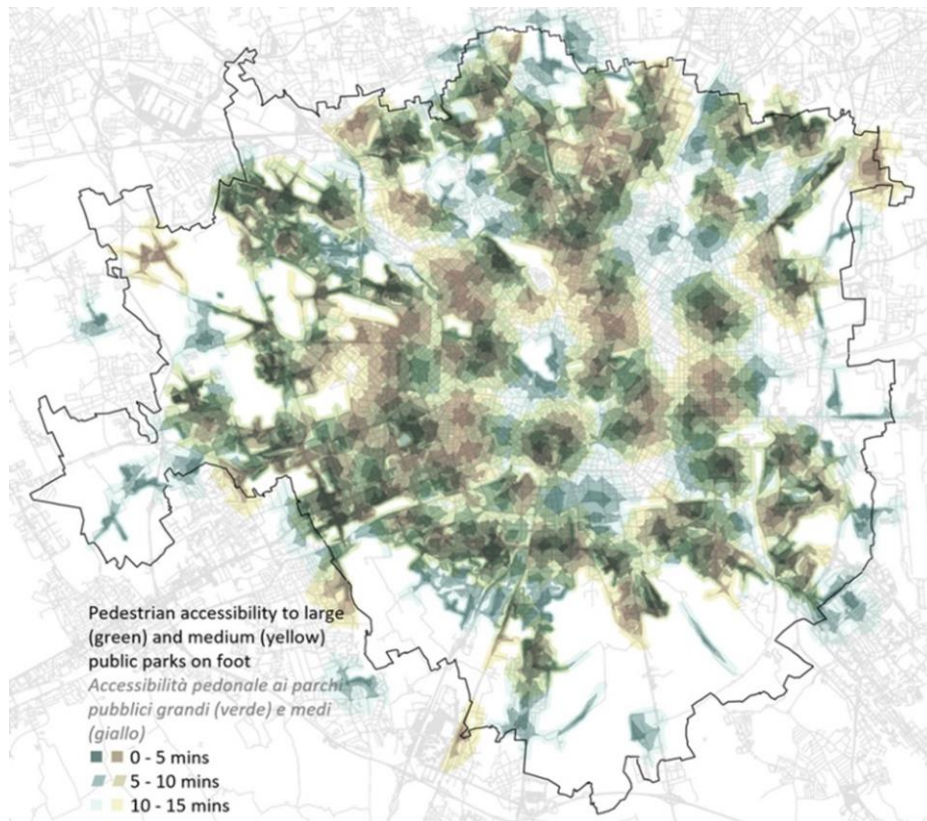 Pedestrian accessibility to large
(green) and medium (yellow)
public parks on foot
Accessibilità pedonale ai parchi
pubblici grandi (verde) e medi
(giallo)
0 - 5 mins
5 - 10 mins
10 - 15 mins